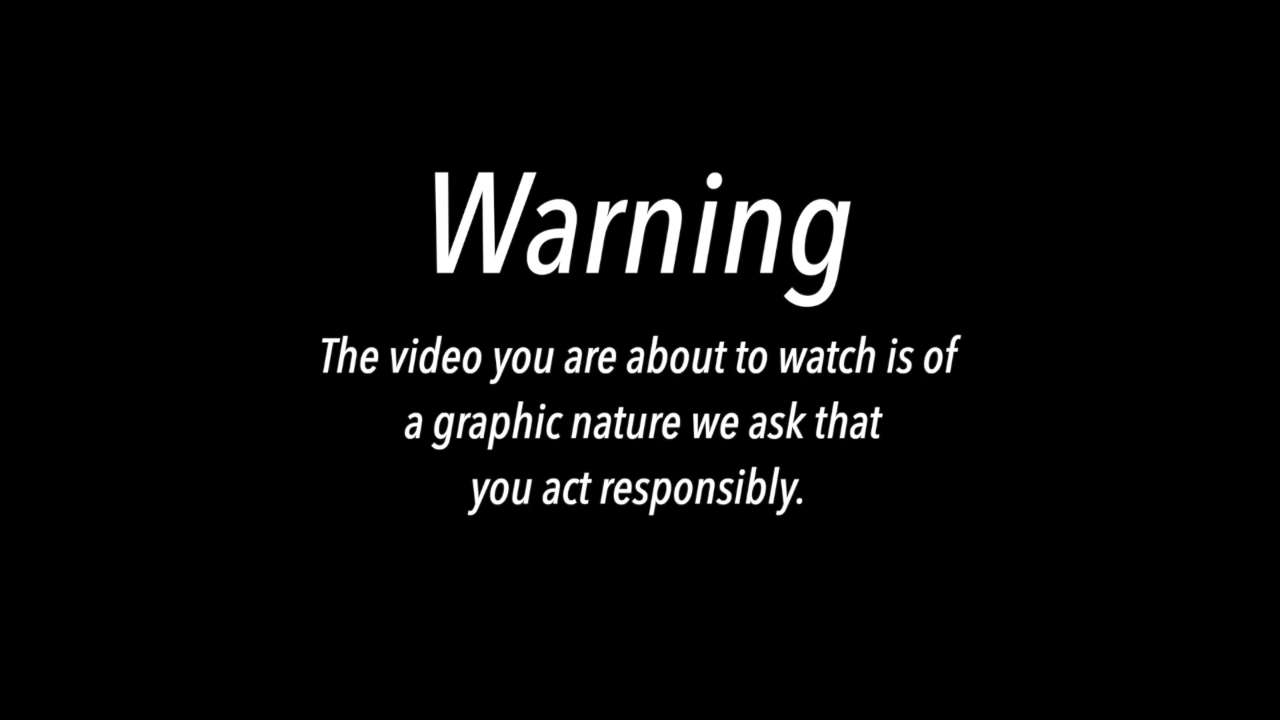 Warning
The video you are about to watch is of
a graphic nature we ask that
you act responsibly.